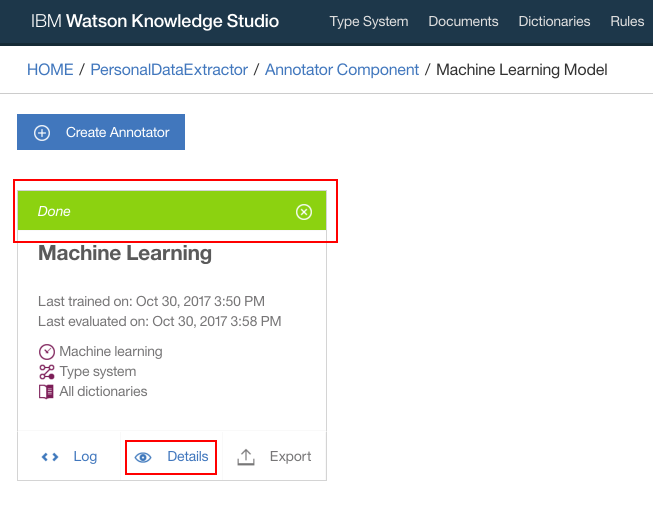 IBM Watson Knowledge Studio Type System Documents Dictionaries Rules
HOME / PersonalDataExtractor / Annotator Component / Machine Learning Model
Create Annotator
Done
Machine Learning
Last trained on: Oct 30, 2017 3:50 PM
Last evaluated on: Oct 30, 2017 3:58 PM
Machine learning
Type system
All dictionaries
Log Details Export